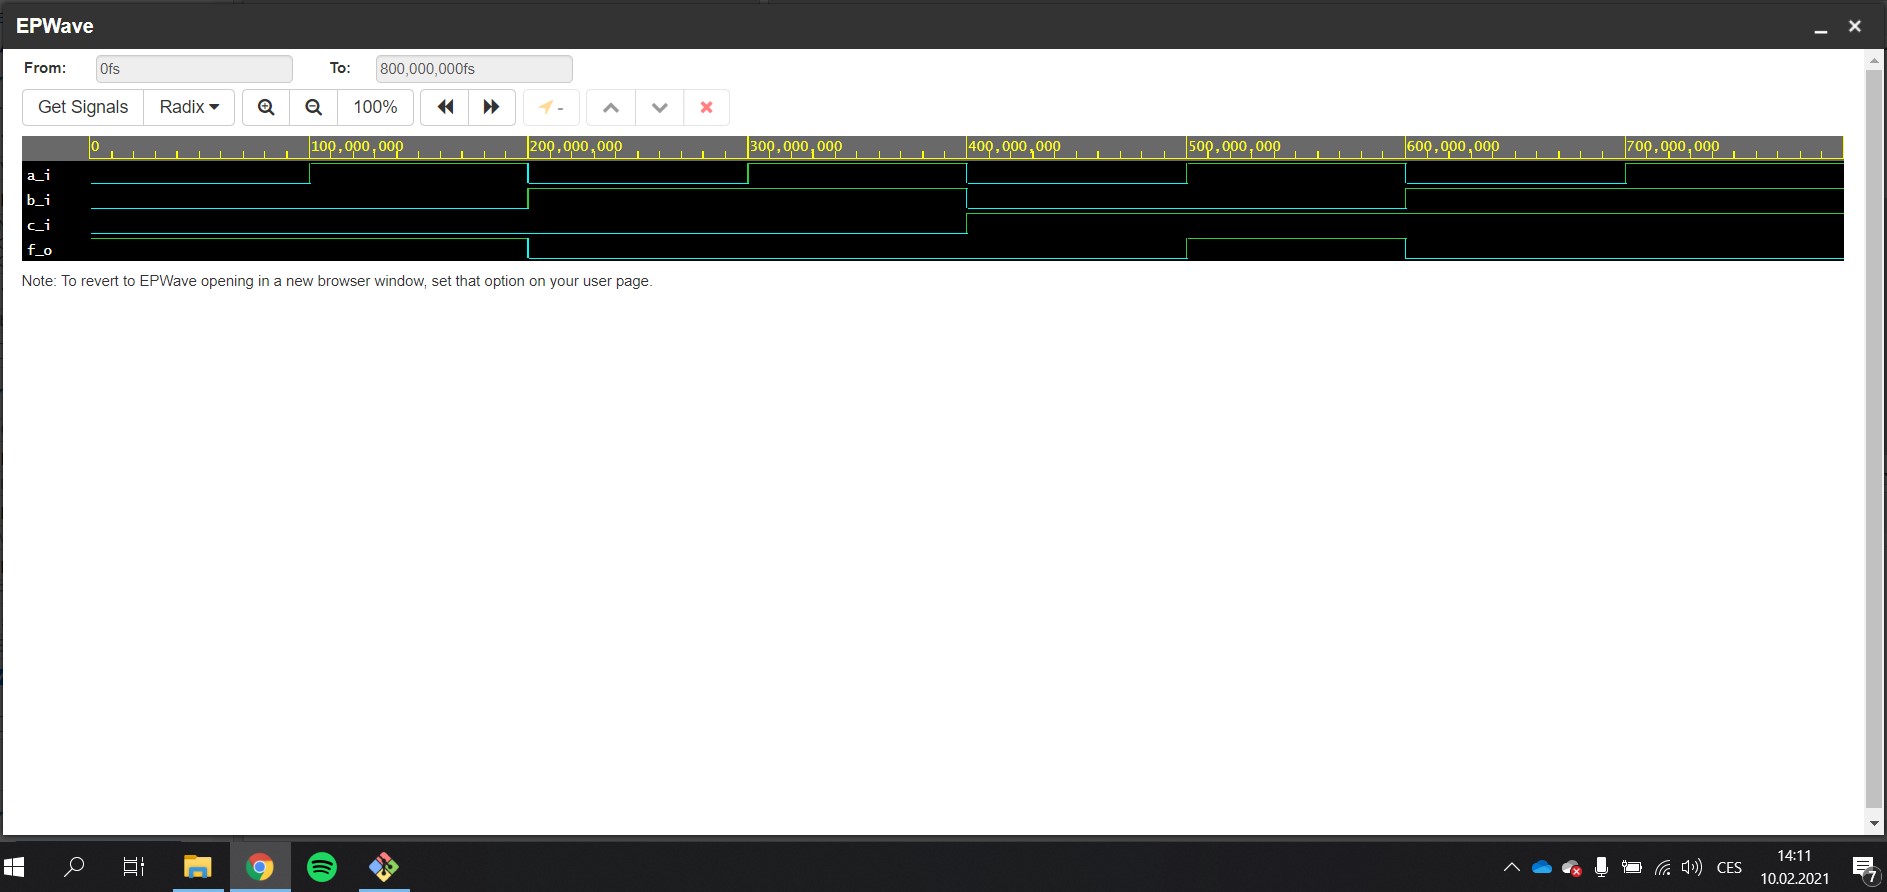 EPWave
From: 0fs To: 800,000,000fs
Get Signals Radix 100% -
0 100,000,000 200,000,000 300,000,000 400,000,000 500,000,000 600,000,000 700,000,000
a_i
b_i
c_i
f_o
Note: To revert to EPWave opening in a new browser window, set that option on your user page.
CES 14:11
10.02.2021
7